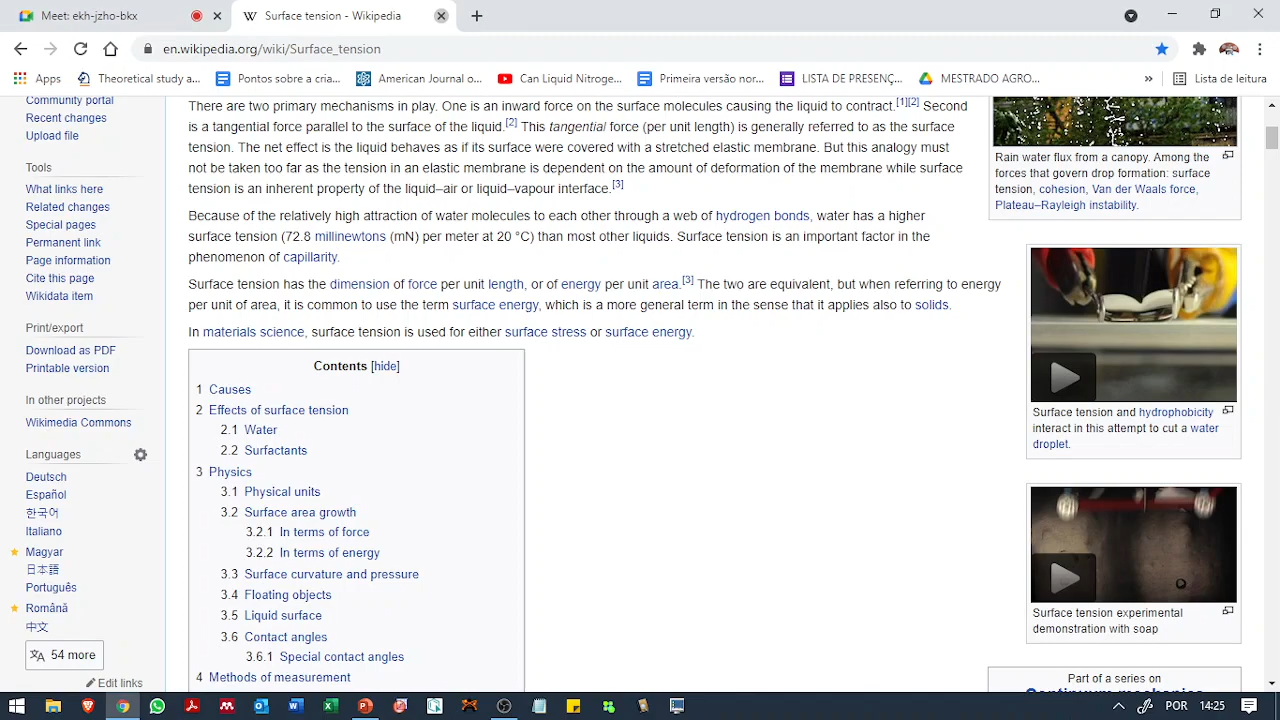 Meet: ekh-jzho-bkx
Surface tension - Wikipedia
en.wikipedia.org/wiki/Surface_tension
Apps
Theoretical study a...
Pontos sobre a cria...
American Journal o...
Can Liquid Nitroge...
Primeira versão nor...
LISTA DE PRESENÇ...
MESTRADO AGRO...
»
Lista de leitura
Community portal
Recent changes
Upload file
Tools
What links here
Related changes
Special pages
Permanent link
Page information
Cite this page
Wikidata item
Print/export
Download as PDF
Printable version
In other projects
Wikimedia Commons
Languages
Deutsch
Español
한국어
Italiano
Magyar
日本語
Português
Română
中文
54 more
Edit links
There are two primary mechanisms in play. One is an inward force on the surface molecules causing the liquid to contract.[1][2] Second
is a tangential force parallel to the surface of the liquid.[2] This tangential force (per unit length) is generally referred to as the surface
tension. The net effect is the liquid behaves as if its surface were covered with a stretched elastic membrane. But this analogy must
not be taken too far as the tension in an elastic membrane is dependent on the amount of deformation of the membrane while surface
tension is an inherent property of the liquid–air or liquid–vapour interface.[3]
Because of the relatively high attraction of water molecules to each other through a web of hydrogen bonds, water has a higher
surface tension (72.8 millinewtons (mN) per meter at 20 °C) than most other liquids. Surface tension is an important factor in the
phenomenon of capillarity.
Surface tension has the dimension of force per unit length, or of energy per unit area.[3] The two are equivalent, but when referring to energy
per unit of area, it is common to use the term surface energy, which is a more general term in the sense that it applies also to solids.
In materials science, surface tension is used for either surface stress or surface energy.
Contents [hide]
1 Causes
2 Effects of surface tension
2.1 Water
2.2 Surfactants
3 Physics
3.1 Physical units
3.2 Surface area growth
3.2.1 In terms of force
3.2.2 In terms of energy
3.3 Surface curvature and pressure
3.4 Floating objects
3.5 Liquid surface
3.6 Contact angles
3.6.1 Special contact angles
4 Methods of measurement
Rain water flux from a canopy. Among the
forces that govern drop formation: surface
tension, cohesion, Van der Waals force,
Plateau–Rayleigh instability.
Surface tension and hydrophobicity
interact in this attempt to cut a water
droplet.
Surface tension experimental
demonstration with soap
Part of a series on
Continuum mechanics
POR
14:25